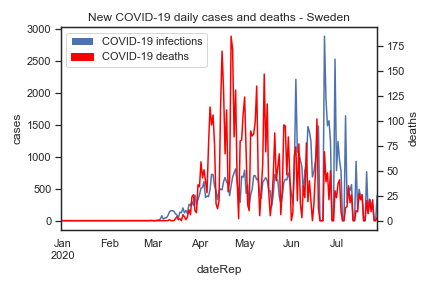 New COVID-19 daily cases and deaths - Sweden
COVID-19 infections
COVID-19 deaths
3000
2500
2000
1500
1000
500
0
cases
175
150
125
100
75
50
25
0
deaths
Jan Feb Mar Apr May Jun Jul
2020
dateRep